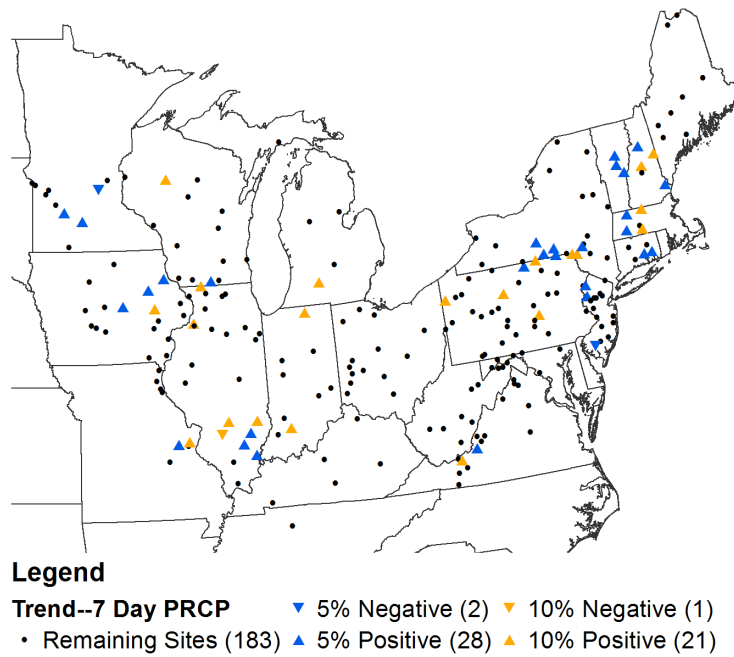 Legend
Trend--7 Day PRCP ▼ 5% Negative (2) ▼ 10% Negative (1)
• Remaining Sites (183) ▲ 5% Positive (28) ▲ 10% Positive (21)